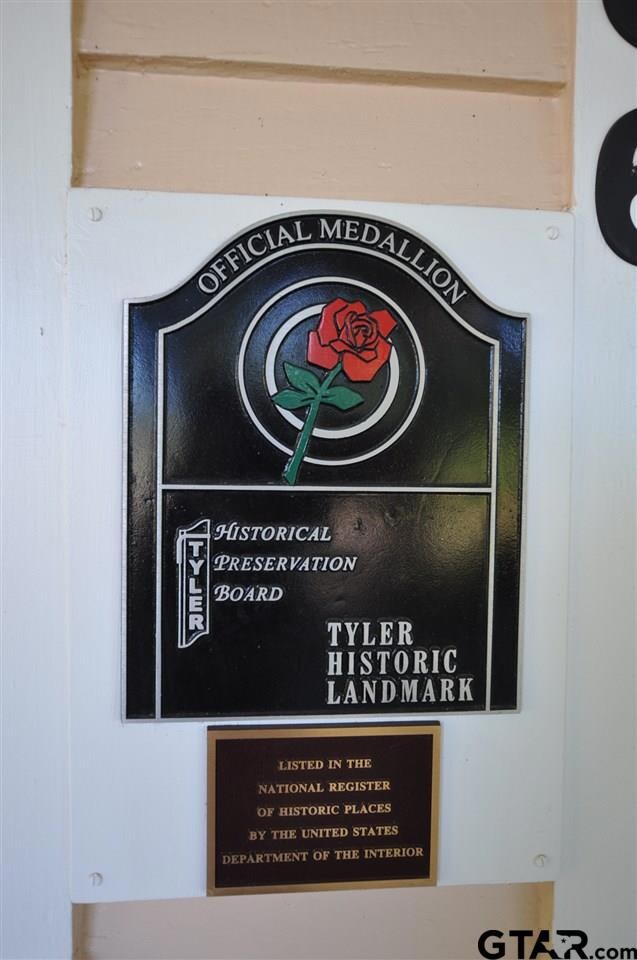 OFFICIAL MEDALLION
TYLER
HISTORICAL
PRESERVATION
BOARD
TYLER
HISTORIC
LANDMARK
LISTED IN THE
NATIONAL REGISTER
OF HISTORIC PLACES
BY THE UNITED STATES
DEPARTMENT OF THE INTERIOR
GTAR.com